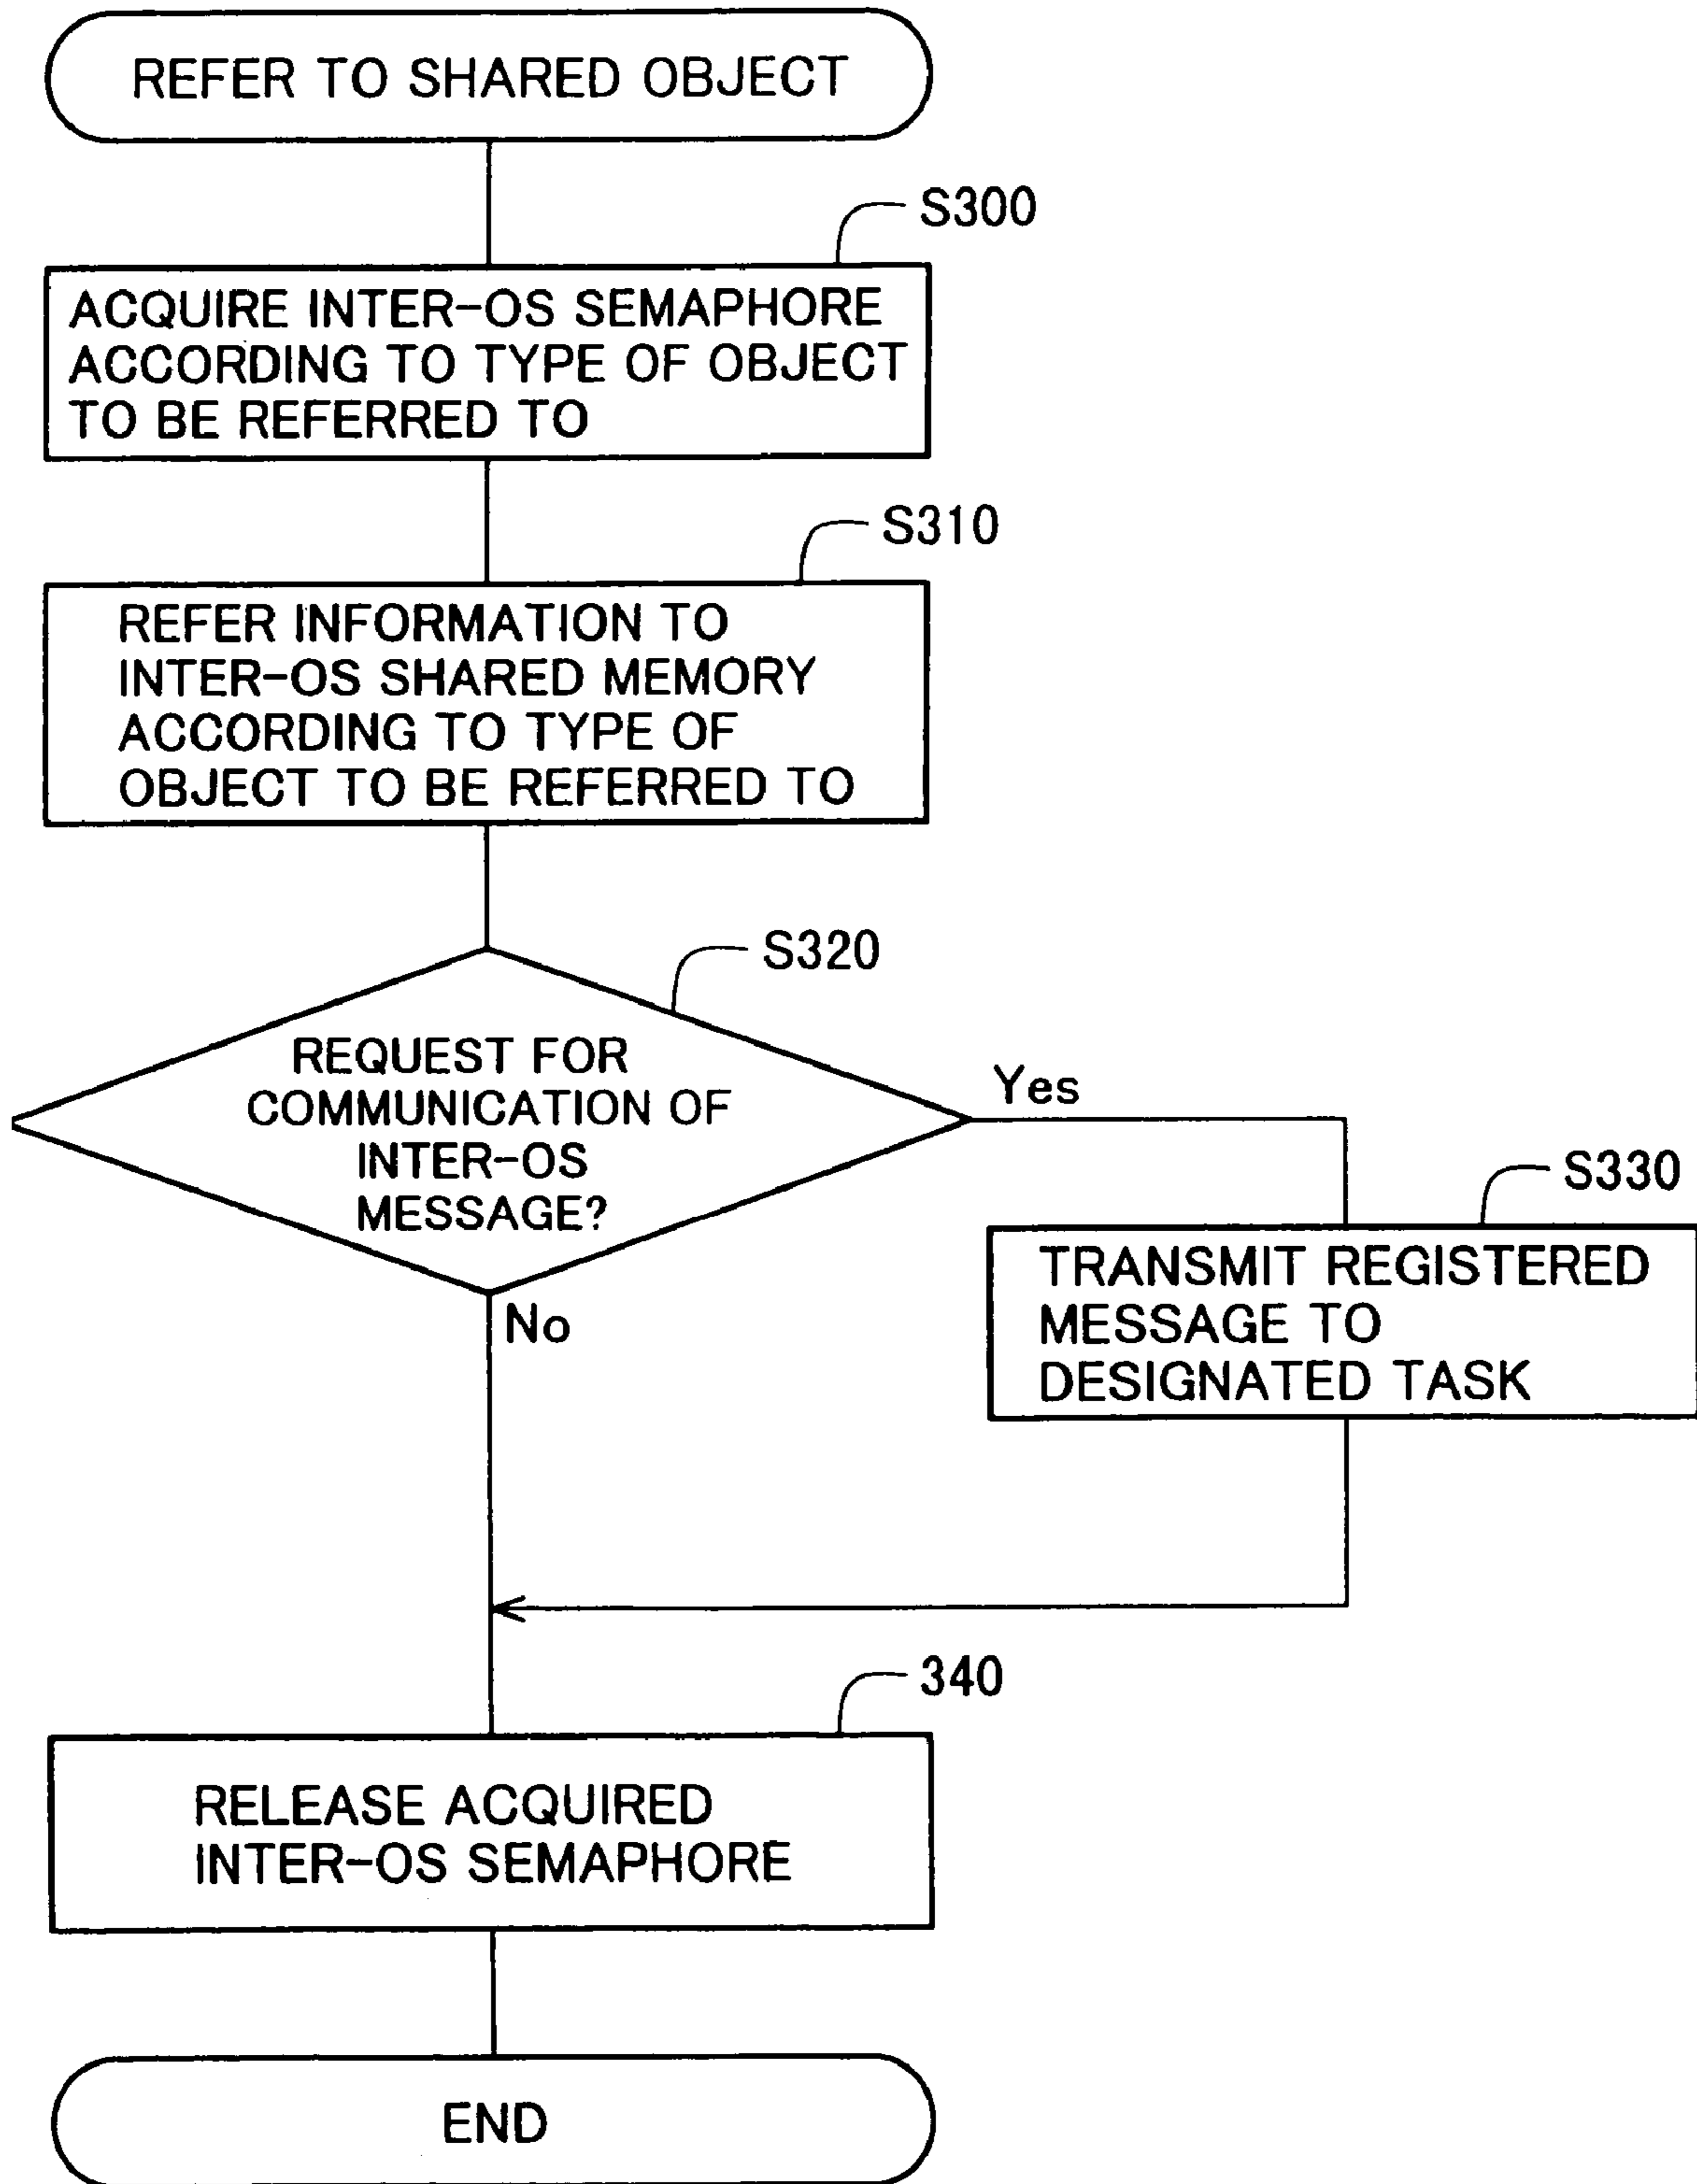 REFER TO SHARED OBJECT
S300
ACQUIRE INTER-OS SEMAPHORE
ACCORDING TO TYPE OF OBJECT
TO BE REFERRED TO
S310
REFER INFORMATION TO
INTER-OS SHARED MEMORY
ACCORDING TO TYPE OF
OBJECT TO BE REFERRED TO
S320
REQUEST FOR
COMMUNICATION OF
INTER-OS
MESSAGE?
Yes
No
S330
TRANSMIT REGISTERED
MESSAGE TO
DESIGNATED TASK
340
RELEASE ACQUIRED
INTER-OS SEMAPHORE
END